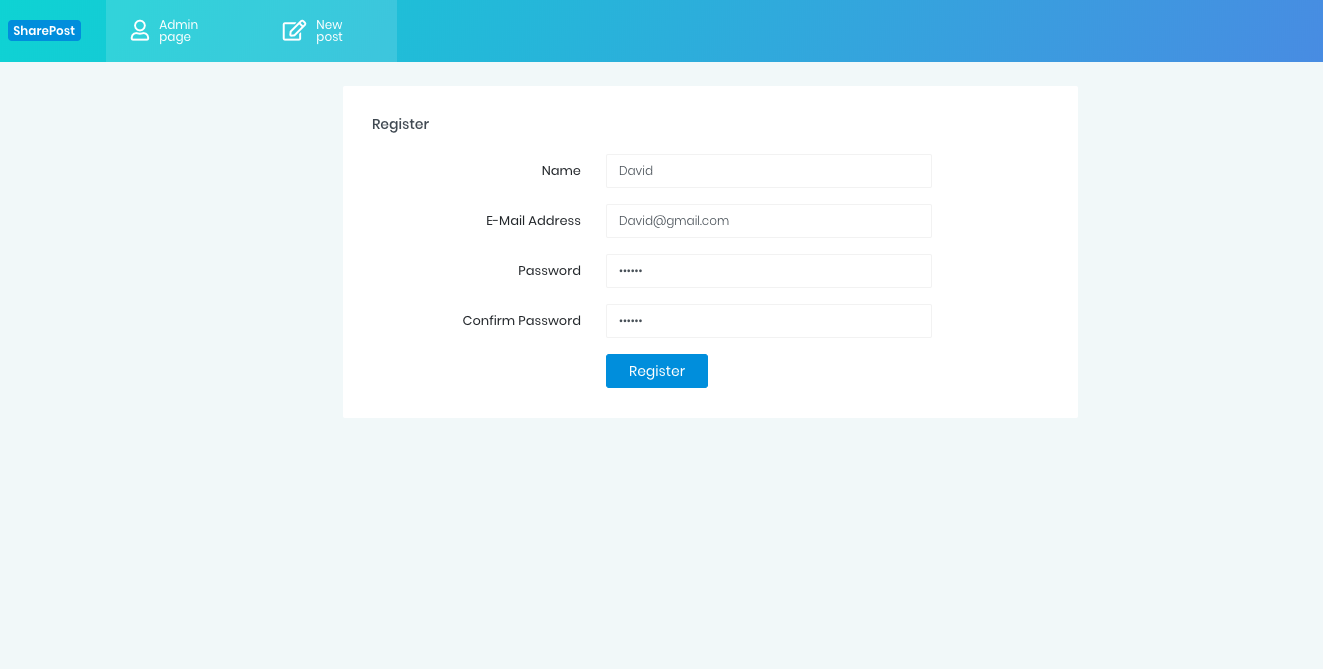 SharePost
Admin
page
New
post
Register
Name
David
E-Mail Address
David@gmail.com
Password
••••••
Confirm Password
••••••
Register